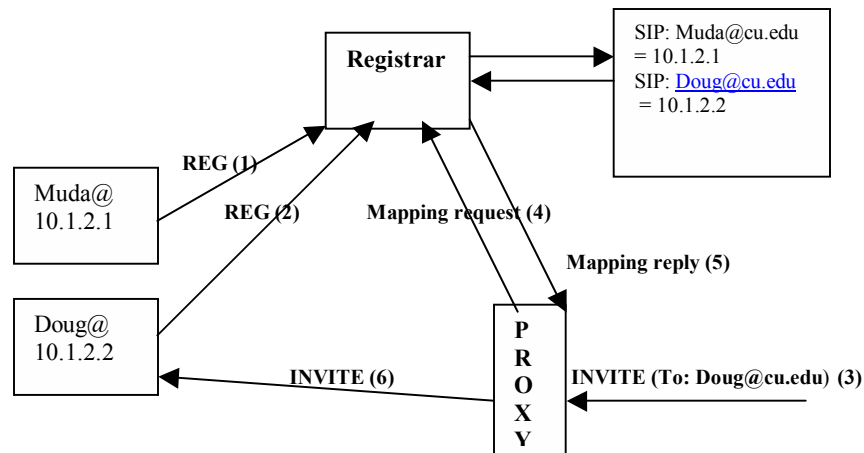 Registrar
SIP: Muda@cu.edu
= 10.1.2.1
SIP: Doug@cu.edu
= 10.1.2.2
REG (1)
Muda@
10.1.2.1
REG (2)
Mapping request (4)
Mapping reply (5)
Doug@
10.1.2.2
P
R
O
X
Y
INVITE (6)
INVITE (To: Doug@cu.edu) (3)